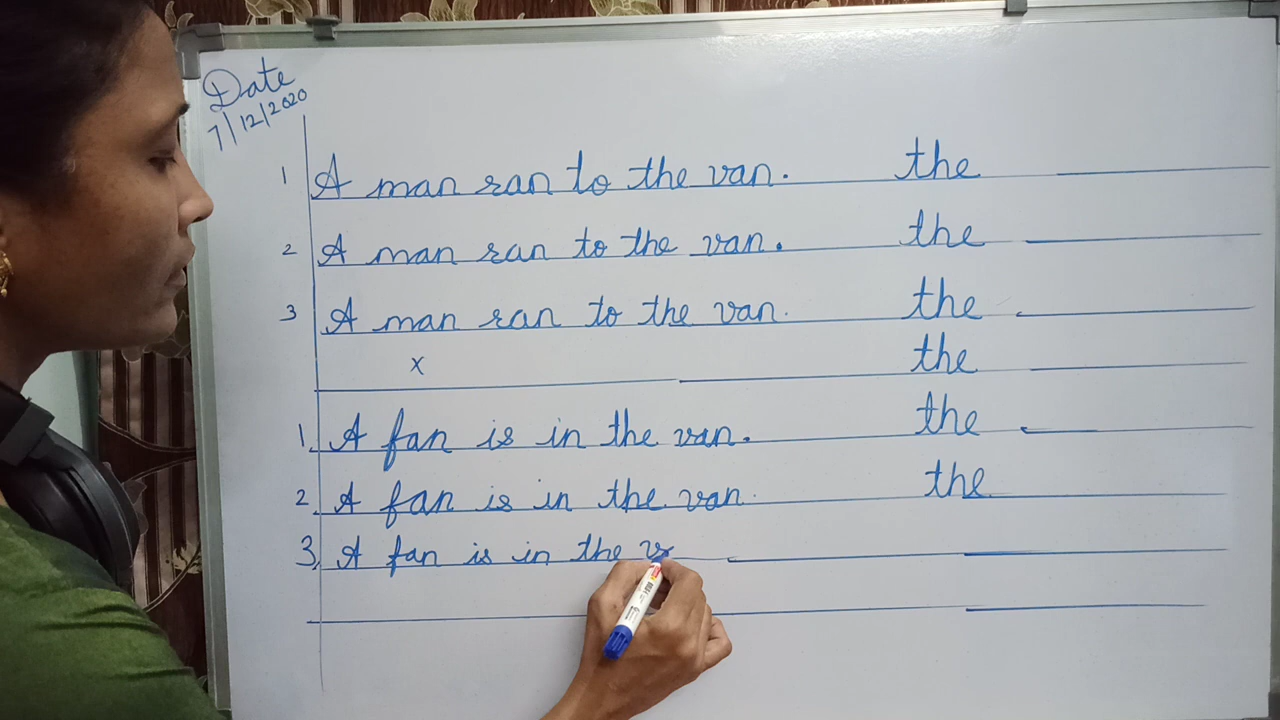 Date
7/12/2020
1 A man ran to the van. the
2 A man ran to the van. the
3 A man ran to the van. the
x the
1. A fan is in the van. the
2. A fan is in the van. the
3, A fan is in the v